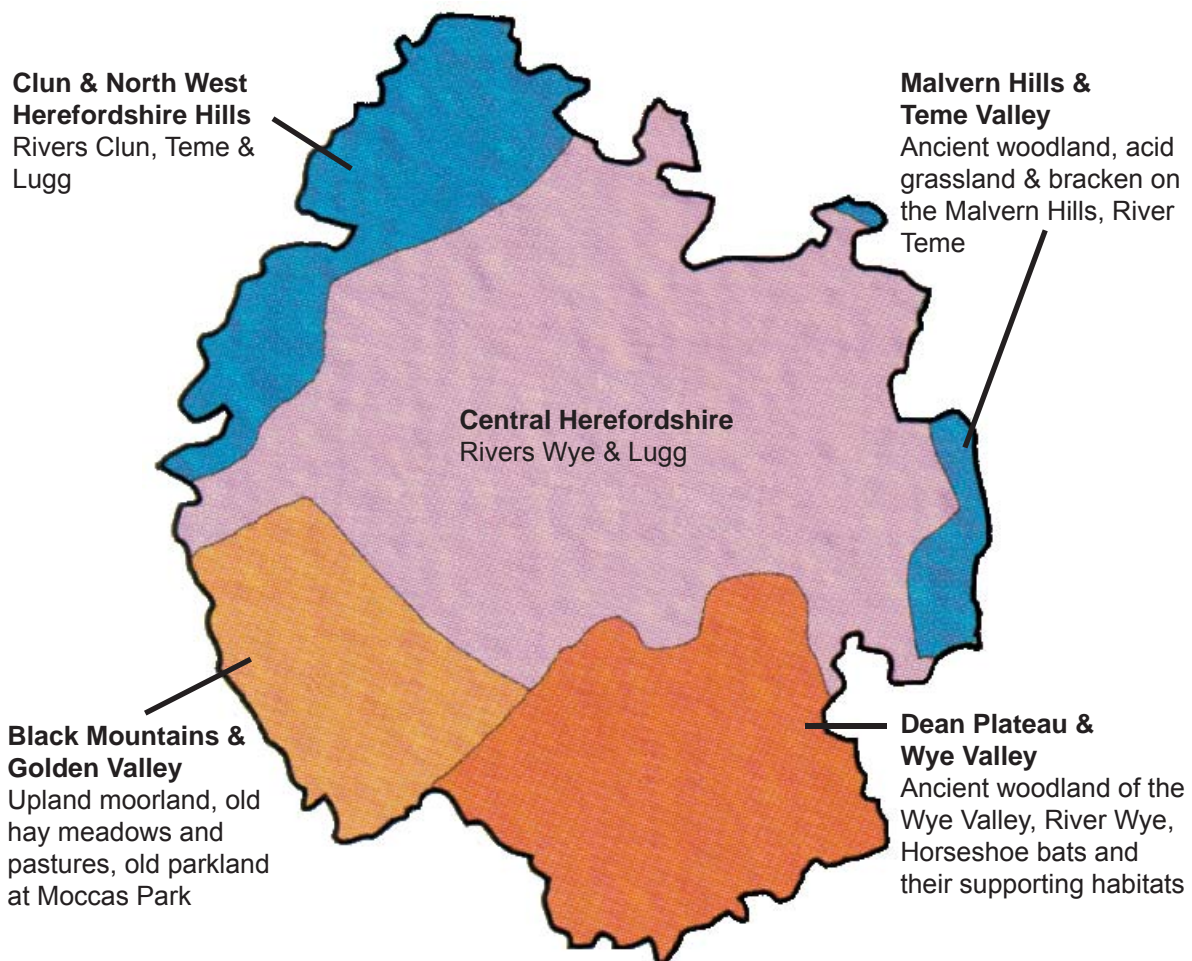 Clun & North West
Herefordshire Hills
Rivers Clun, Teme &
Lugg
Malvern Hills &
Teme Valley
Ancient woodland, acid
grassland & bracken on
the Malvern Hills, River
Teme
Central Herefordshire
Rivers Wye & Lugg
Black Mountains &
Golden Valley
Upland moorland, old
hay meadows and
pastures, old parkland
at Moccas Park
Dean Plateau &
Wye Valley
Ancient woodland of the
Wye Valley, River Wye,
Horseshoe bats and
their supporting habitats